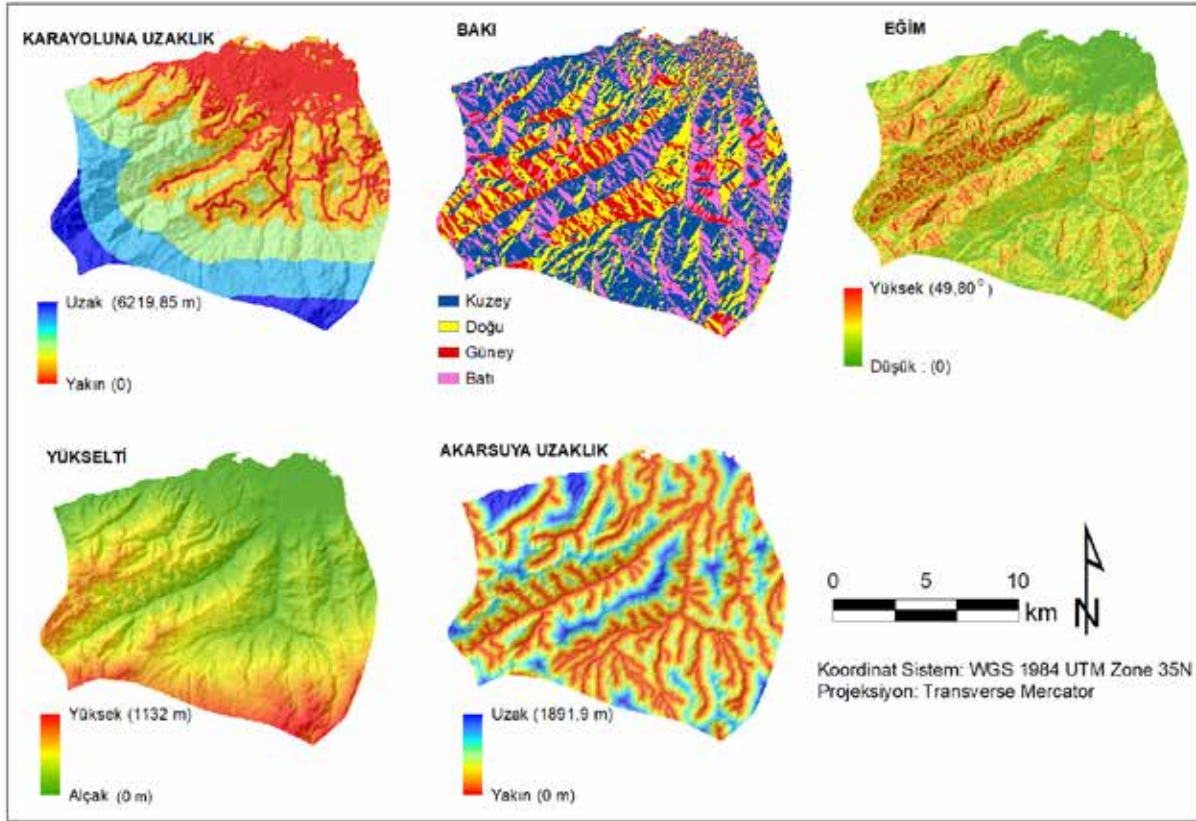 KARAYOLUNA UZAKLIK
Uzak (6219,85 m)
Yakın (0)
BAKI
Kuzey
Doğu
Güney
Batı
EĞİM
Yüksek (49,80⁰)
Düşük : (0)
YÜKSELTİ
Yüksek (1132 m)
Alçak (0 m)
AKARSUYA UZAKLIK
Uzak (1891,9 m)
Yakın (0 m)
0 5 10
km
N
Koordinat Sistem: WGS 1984 UTM Zone 35N
Projeksiyon: Transverse Mercator